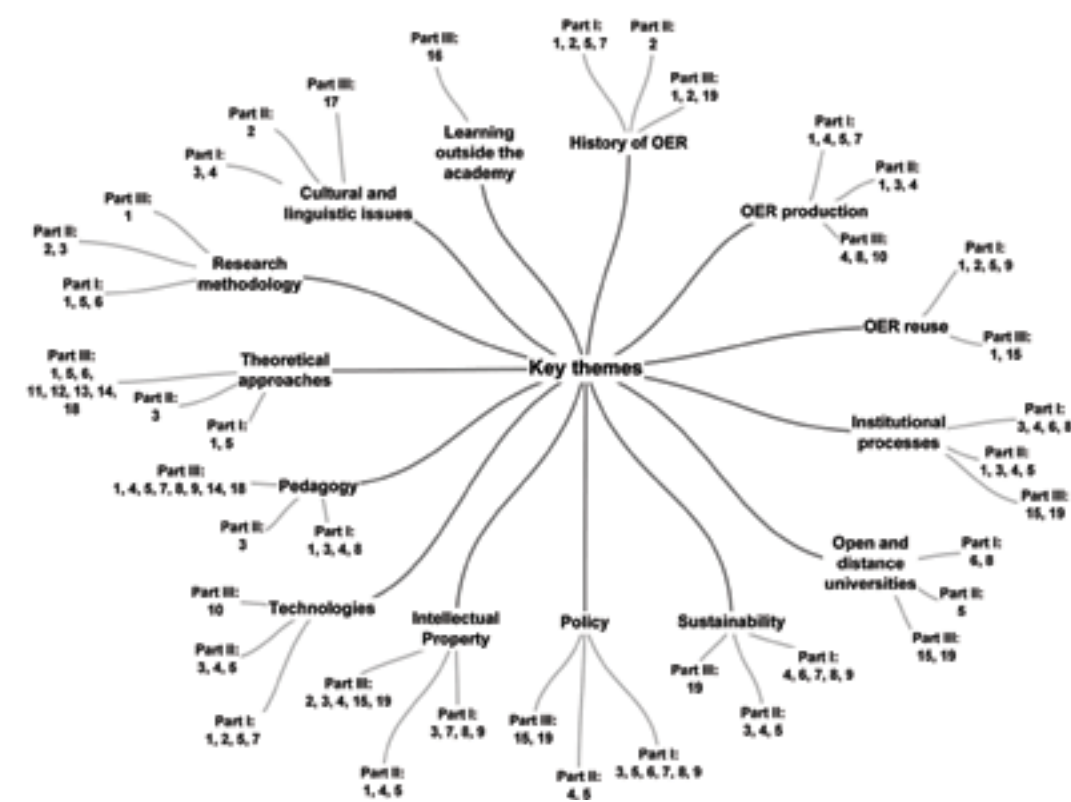 Key themes
History of OER
Part I:
1, 2, 5, 7
Part II:
2
Part III:
1, 2, 19
OER production
Part I:
1, 4, 5, 7
Part II:
1, 3, 4
Part III:
4, 8, 10
OER reuse
Part I:
1, 2, 5, 9
Part III:
1, 15
Institutional
processes
Part I:
3, 4, 6, 8
Part II:
1, 3, 4, 5
Part III:
15, 19
Open and
distance
universities
Part I:
6, 8
Part II:
5
Part III:
15, 19
Sustainability
Part I:
4, 6, 7, 8, 9
Part II:
3, 4, 5
Part III:
19
Policy
Part I:
3, 5, 6, 7, 8, 9
Part II:
4, 5
Part III:
15, 19
Intellectual
Property
Part I:
3, 7, 8, 9
Part II:
1, 4, 5
Part III:
2, 3, 4, 15, 19
Technologies
Part I:
1, 2, 5, 7
Part II:
3, 4, 5
Part III:
10
Pedagogy
Part I:
1, 3, 4, 8
Part II:
3
Part III:
1, 4, 5, 7, 8, 9, 14, 18
Theoretical
approaches
Part I:
1, 5
Part II:
3
Part III:
1, 5, 6,
11, 12, 13, 14,
18
Research
methodology
Part I:
1, 5, 6
Part II:
2, 3
Part III:
1
Cultural and
linguistic issues
Part I:
3, 4
Part II:
2
Part III:
17
Learning
outside the
academy
Part III:
16